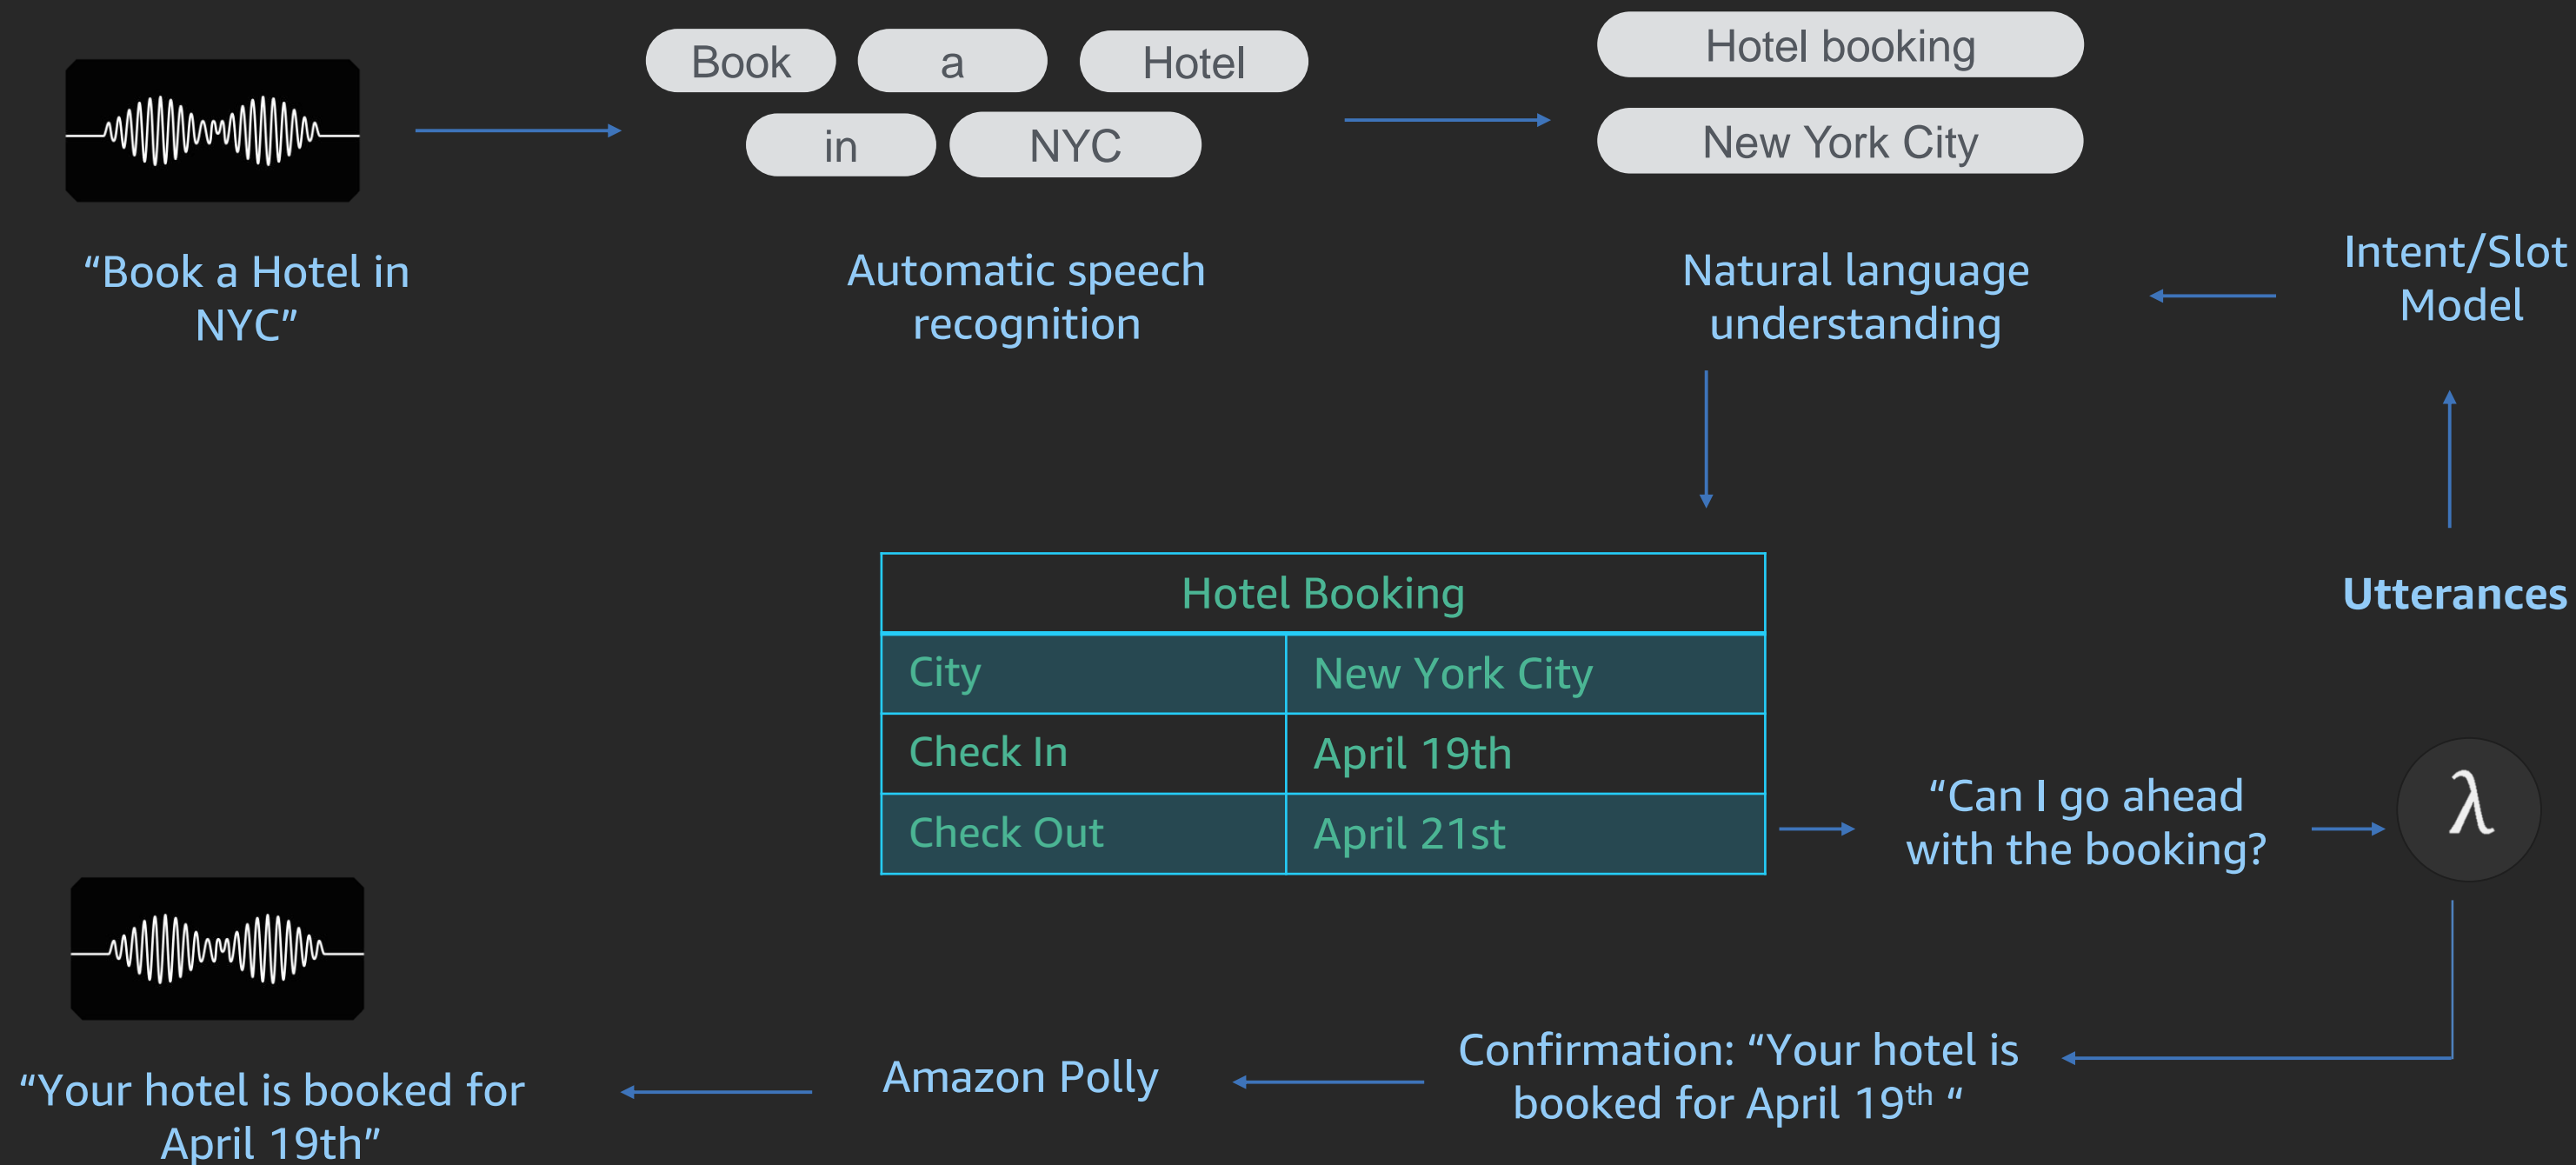 Book a Hotel
in NYC
Hotel booking
New York City
“Book a Hotel in
NYC”
Automatic speech
recognition
Natural language
understanding
Intent/Slot
Model
Utterances
Hotel Booking
City New York City
Check In April 19th
Check Out April 21st
“Can I go ahead
with the booking?
λ
Confirmation: “Your hotel is
booked for April 19th “
Amazon Polly
“Your hotel is booked for
April 19th”